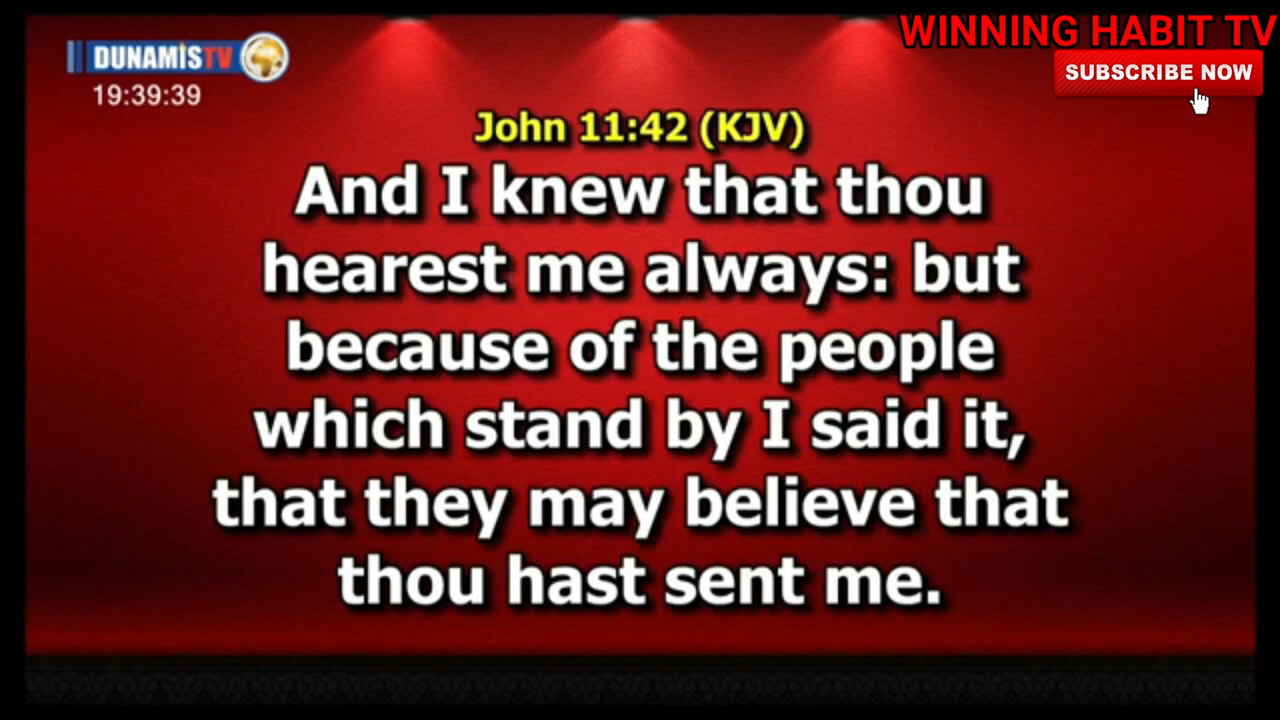 DUNAMIS TV
19:39:39
WINNING HABIT TV
SUBSCRIBE NOW
John 11:42 (KJV)
And I knew that thou
hearest me always: but
because of the people
which stand by I said it,
that they may believe that
thou hast sent me.